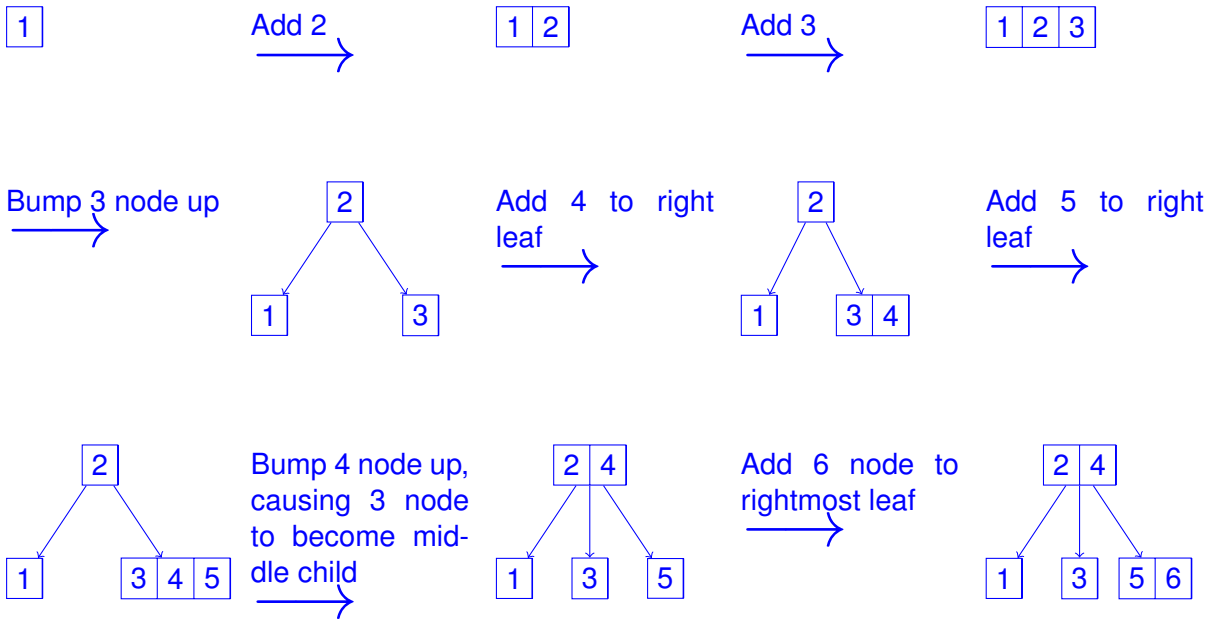 1
Add 2
1 2
Add 3
1 2 3
Bump 3 node up
2
1 3
Add 4 to right
leaf
2
1 3 4
Add 5 to right
leaf
2
1 3 4 5
Bump 4 node up,
causing 3 node
to become mid-
dle child
2 4
1 3 5
Add 6 node to
rightmost leaf
2 4
1 3 5 6